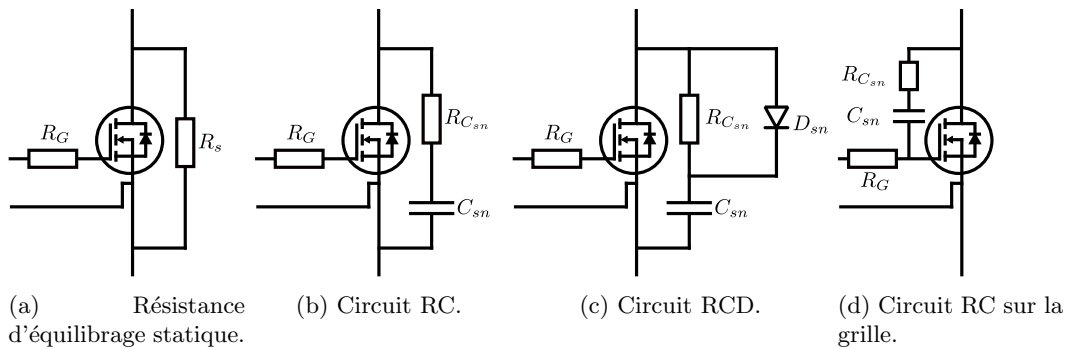 R_G
R_s
R_G
R_{C_{sn}}
C_{sn}
R_G
R_{C_{sn}}
D_{sn}
C_{sn}
R_{C_{sn}}
C_{sn}
R_G
(a) Résistance
d'équilibrage statique.
(b) Circuit RC.
(c) Circuit RCD.
(d) Circuit RC sur la
grille.